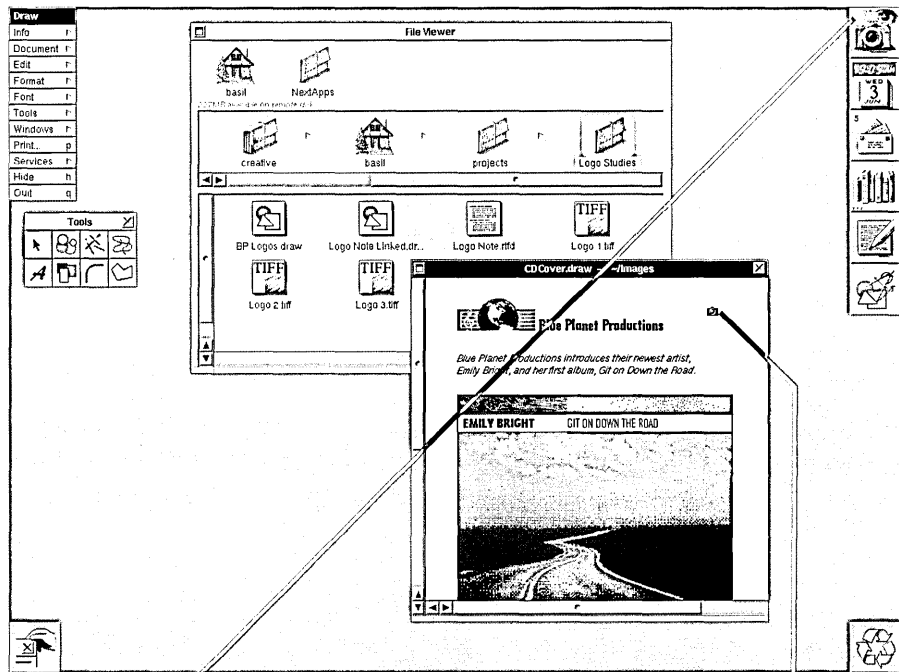 Draw
Info
Document
Edit
Format
Font
Tools
Windows
Print... p
Services
Hide h
Quit q
Tools
A
File Viewer
basil
NextApps
creative
basil
projects
Logo Studies
BP Logos draw
Logo Note Linked.dr...
Logo Note.rtfd
TIFF
Logo 1 tiff
TIFF
Logo 2 tiff
TIFF
Logo 3.tiff
CDCover.draw — ~/Images
Blue Planet Productions
Blue Planet Productions introduces their newest artist,
Emily Bright, and her first album, Git on Down the Road.
EMILY BRIGHT GIT ON DOWN THE ROAD
WED
3
JUN
5